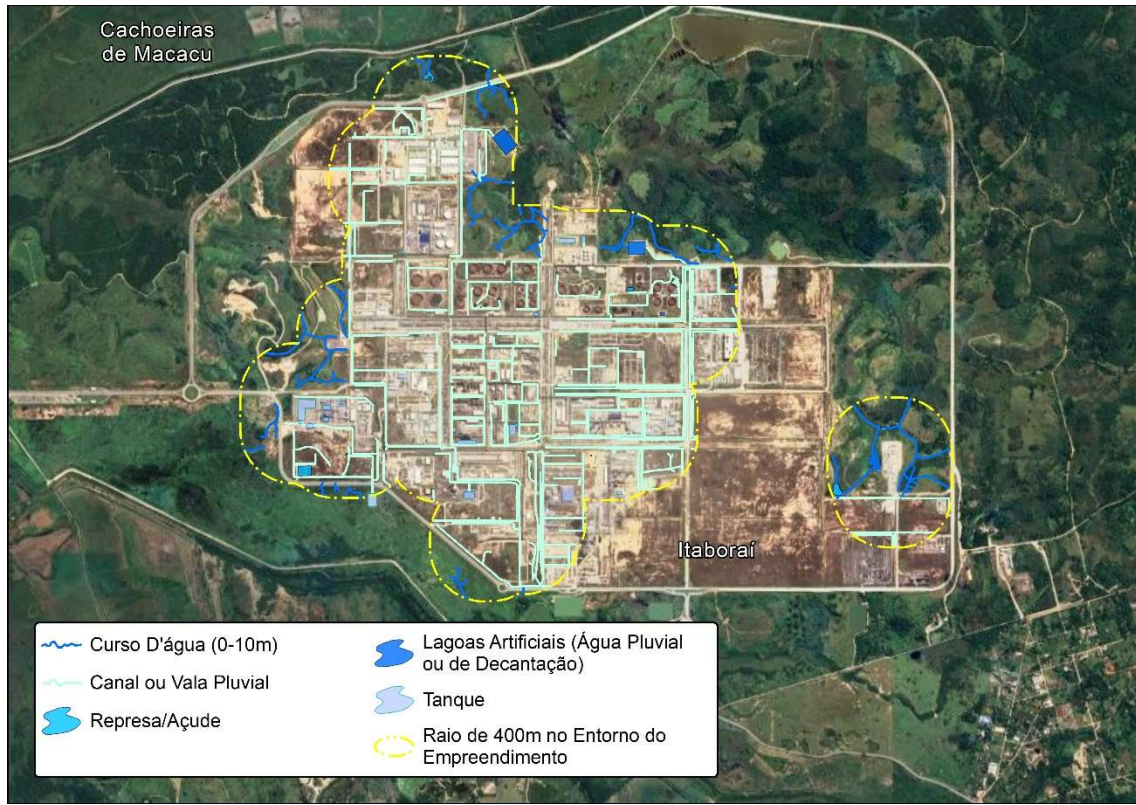 Cachoeiras
de Macacu
Itaboraí
Curso D'água (0-10m)
Canal ou Vala Pluvial
Represa/Açude
Lagoas Artificiais (Água Pluvial
ou de Decantação)
Tanque
Raio de 400m no Entorno do
Empreendimento